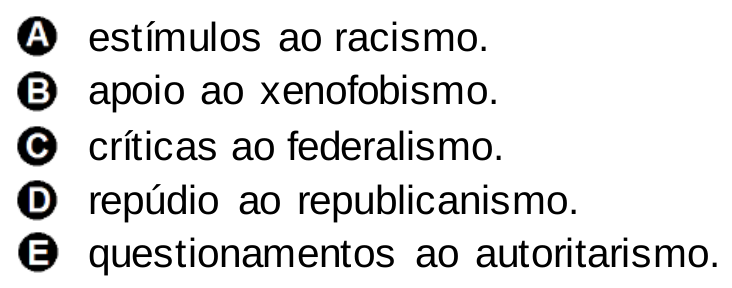 A estímulos ao racismo.
B apoio ao xenofobismo.
C críticas ao federalismo.
D repúdio ao republicanismo.
E questionamentos ao autoritarismo.